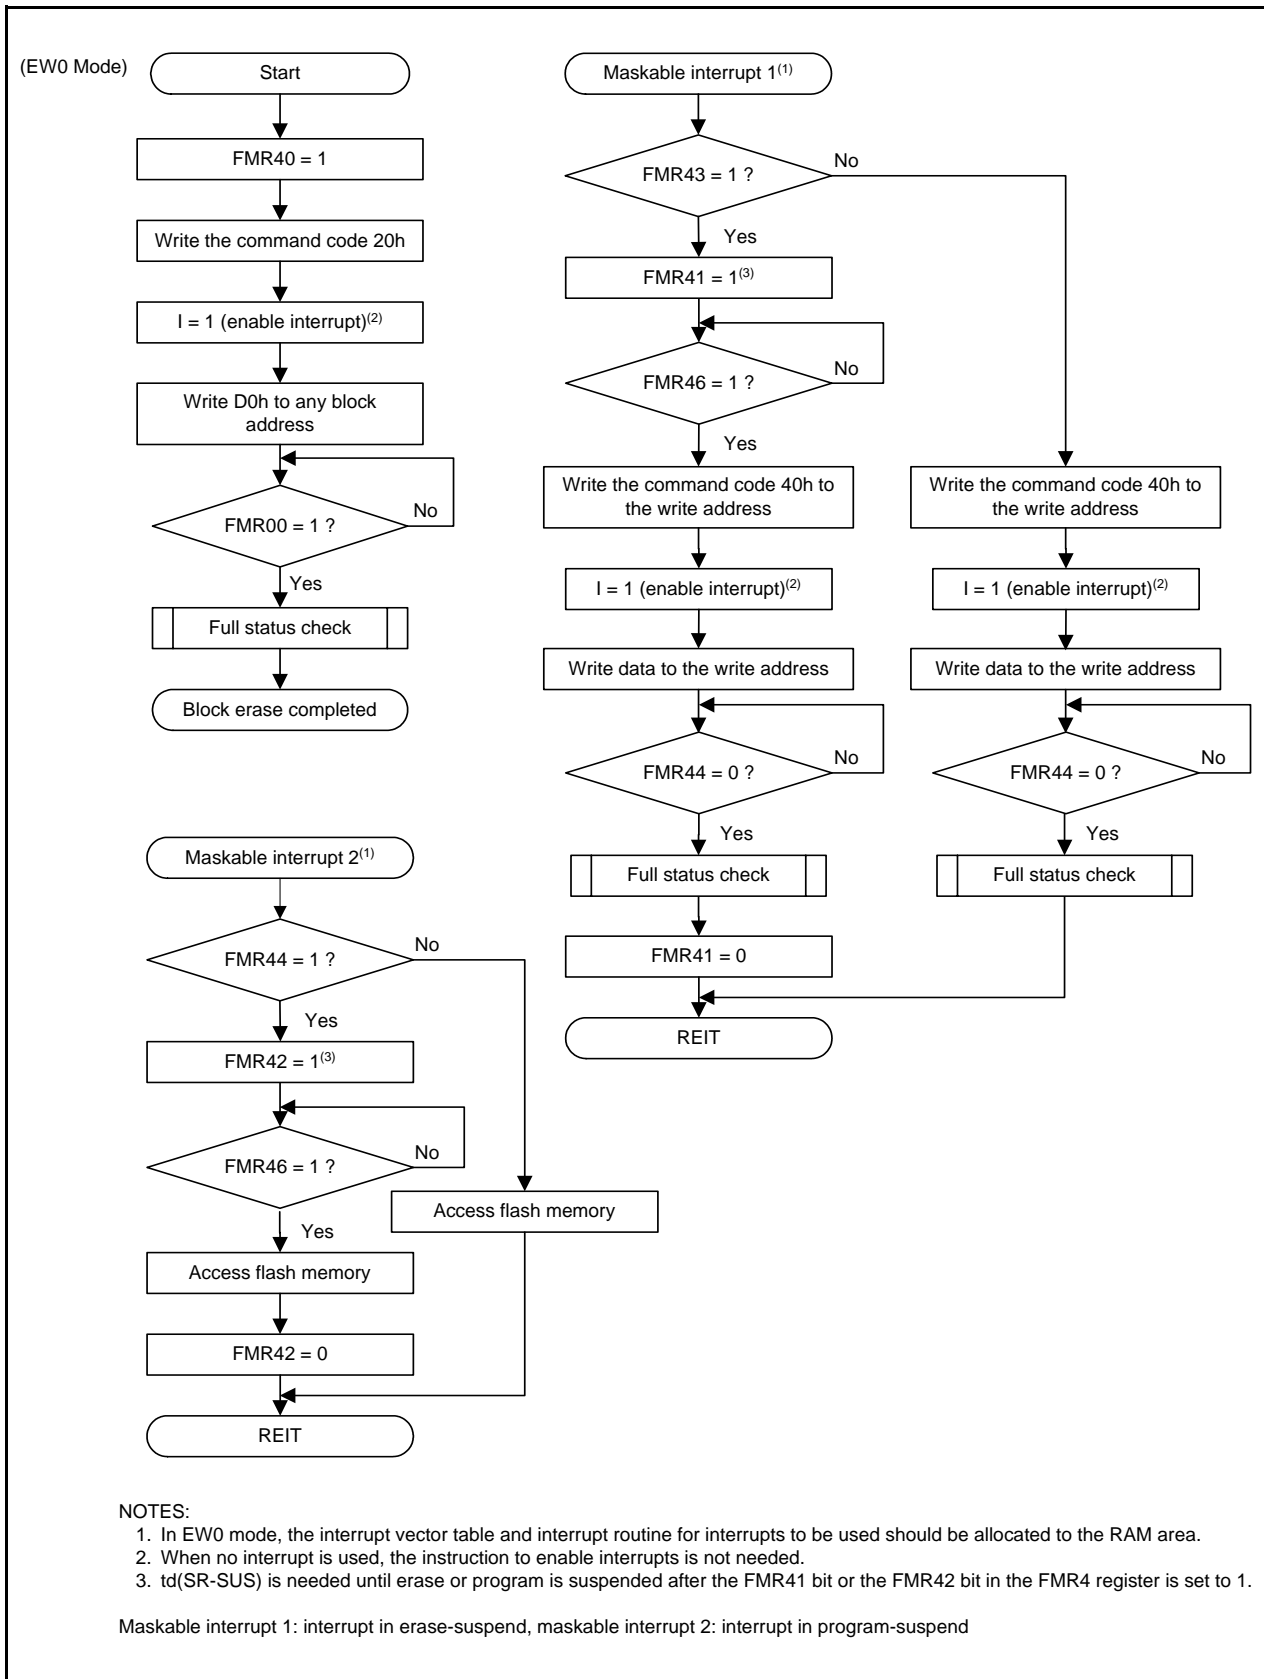 (EW0 Mode)
Start
FMR40 = 1
Write the command code 20h
I = 1 (enable interrupt)(2)
Write D0h to any block
address
FMR00 = 1 ?
No
Yes
Full status check
Block erase completed
Maskable interrupt 1(1)
FMR43 = 1 ?
No
Yes
FMR41 = 1(3)
FMR46 = 1 ?
No
Yes
Write the command code 40h to
the write address
I = 1 (enable interrupt)(2)
Write data to the write address
FMR44 = 0 ?
No
Yes
Full status check
FMR41 = 0
REIT
Write the command code 40h to
the write address
I = 1 (enable interrupt)(2)
Write data to the write address
FMR44 = 0 ?
No
Yes
Full status check
Maskable interrupt 2(1)
FMR44 = 1 ?
No
Yes
FMR42 = 1(3)
FMR46 = 1 ?
No
Yes
Access flash memory
FMR42 = 0
REIT
Access flash memory
NOTES:
1. In EW0 mode, the interrupt vector table and interrupt routine for interrupts to be used should be allocated to the RAM area.
2. When no interrupt is used, the instruction to enable interrupts is not needed.
3. td(SR-SUS) is needed until erase or program is suspended after the FMR41 bit or the FMR42 bit in the FMR4 register is set to 1.
Maskable interrupt 1: interrupt in erase-suspend, maskable interrupt 2: interrupt in program-suspend